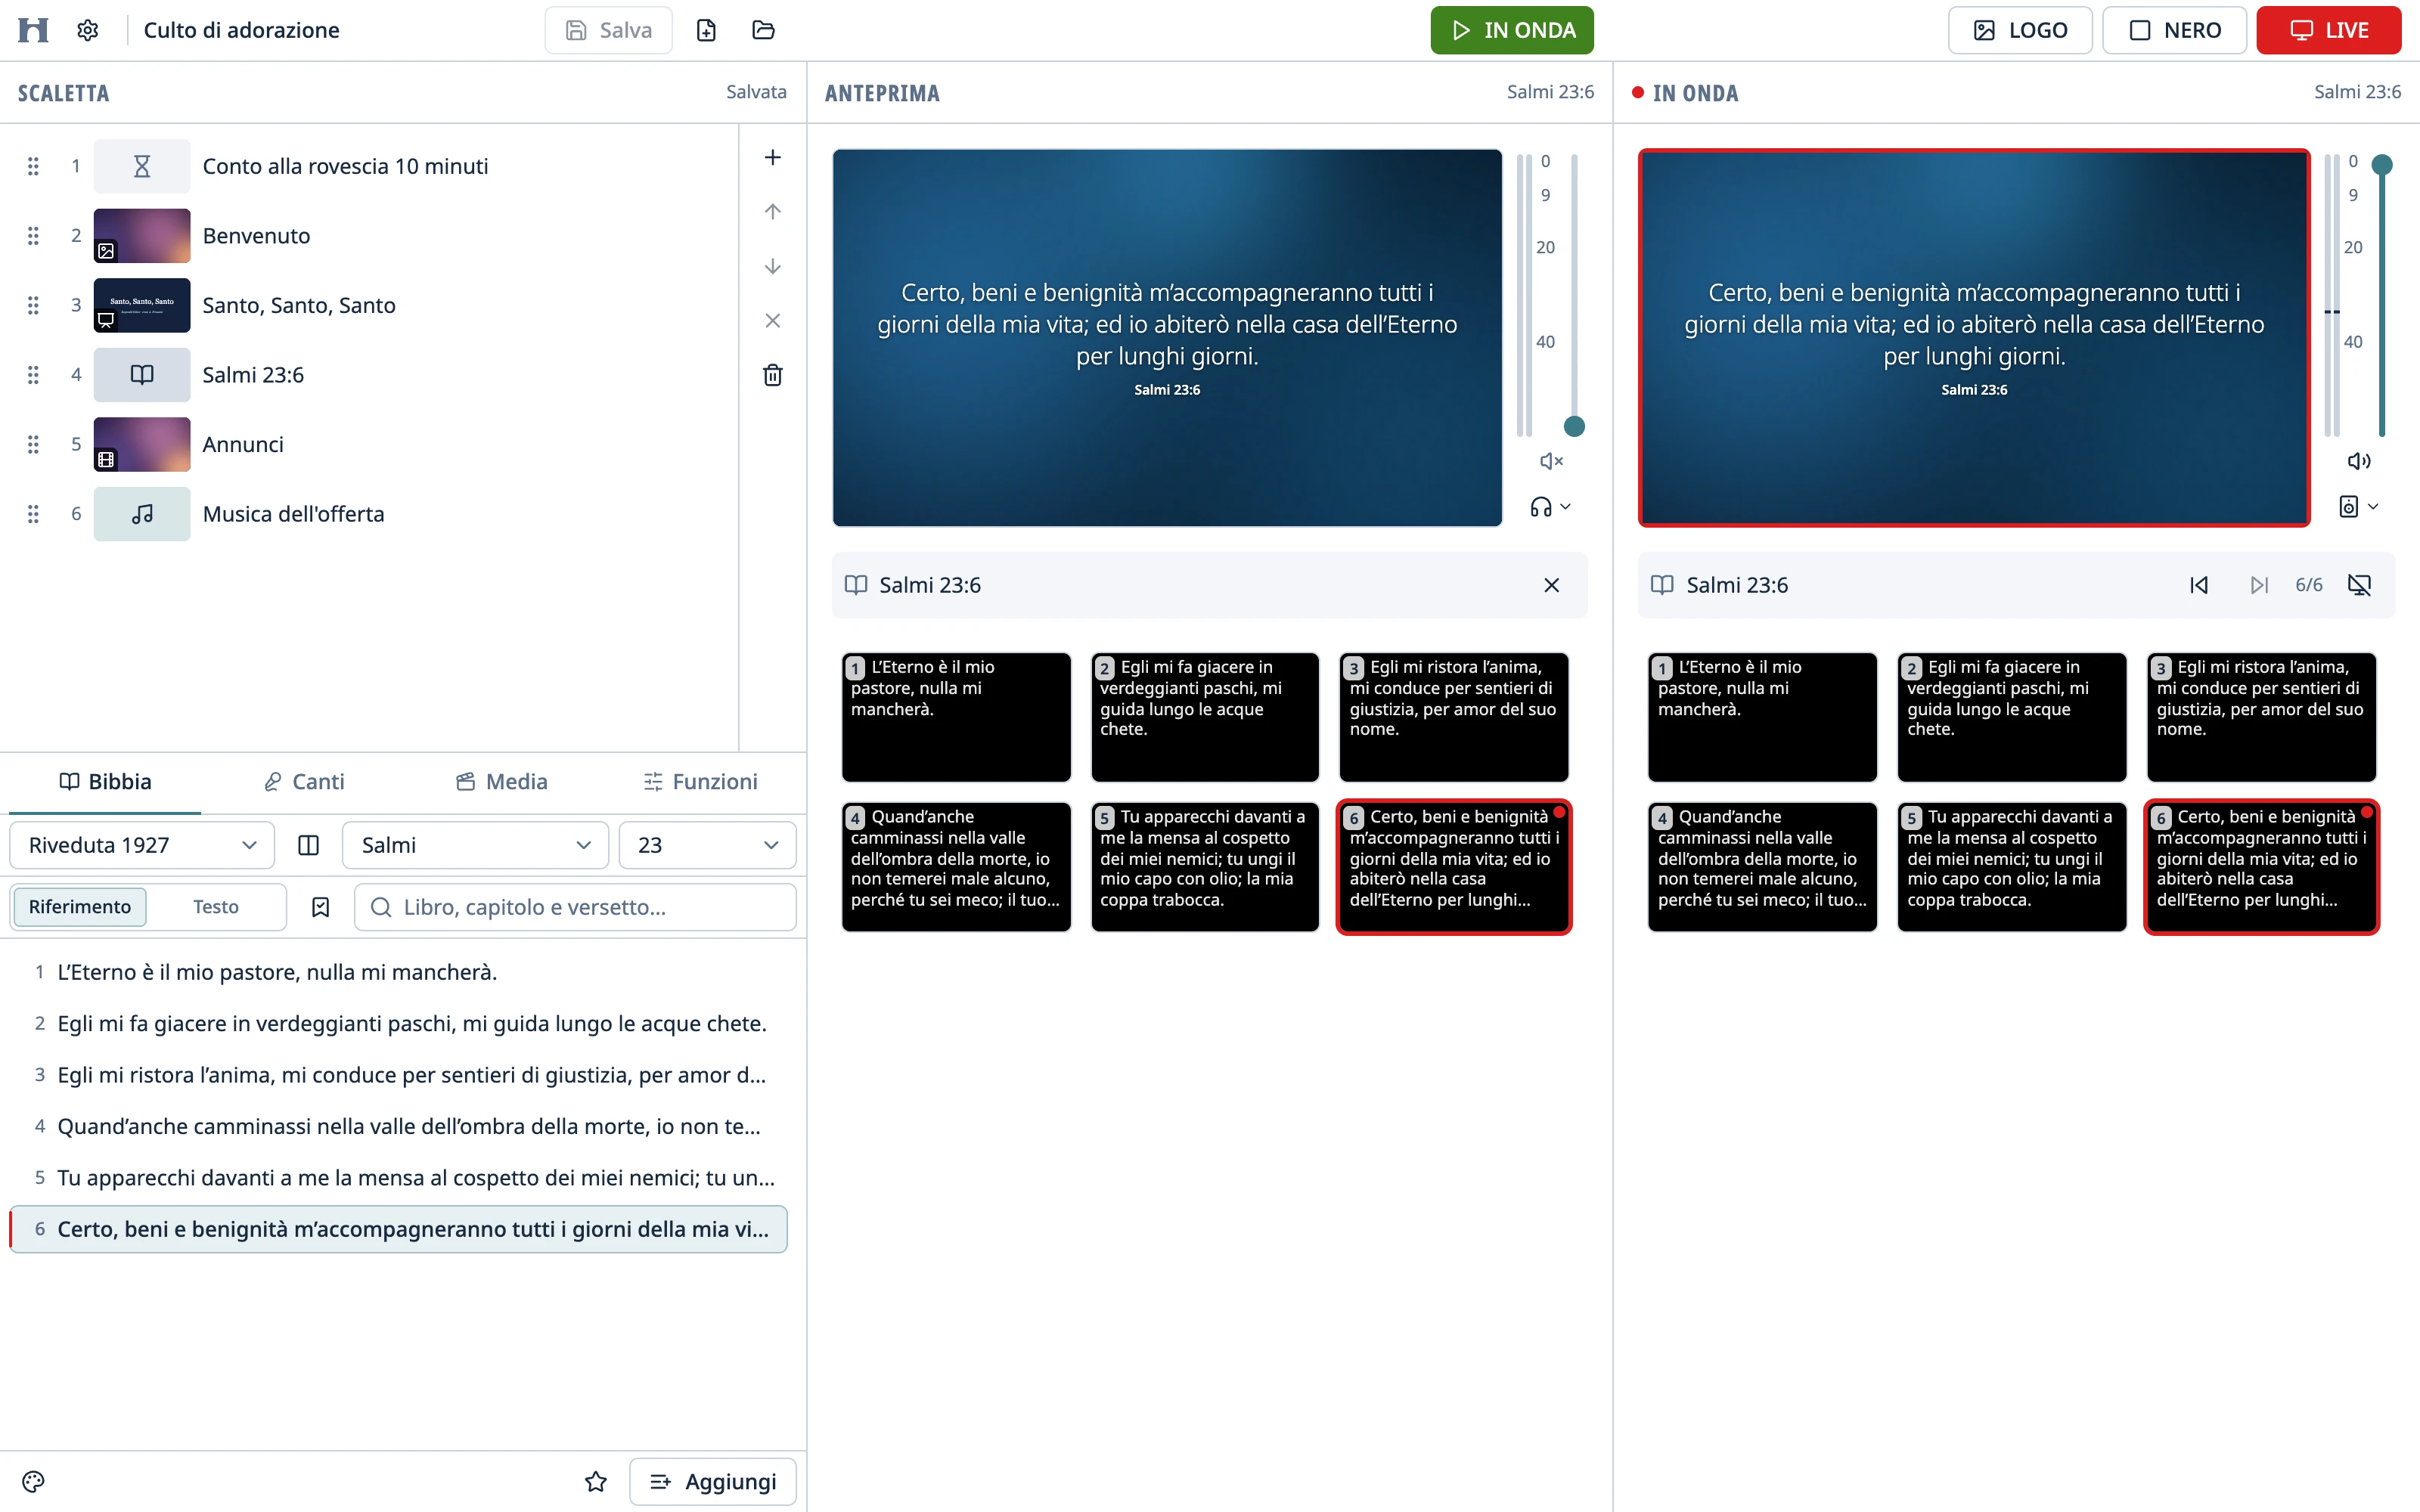 Culto di adorazione
Salva
IN ONDA
LOGO
NERO
LIVE
SCALETTA
Salvata
1 Conto alla rovescia 10 minuti
2 Benvenuto
3 Santo, Santo, Santo
Santo, Santo, Santo
4 Salmi 23:6
5 Annunci
6 Musica dell'offerta
Bibbia
Canti
Media
Funzioni
Riveduta 1927
Salmi
23
Riferimento
Testo
Libro, capitolo e versetto...
1 L’Eterno è il mio pastore, nulla mi mancherà.
2 Egli mi fa giacere in verdeggianti paschi, mi guida lungo le acque chete.
3 Egli mi ristora l’anima, mi conduce per sentieri di giustizia, per amor d...
4 Quand’anche camminassi nella valle dell’ombra della morte, io non te...
5 Tu apparecchi davanti a me la mensa al cospetto dei miei nemici; tu un...
6 Certo, beni e benignità m’accompagneranno tutti i giorni della mia vi...
Aggiungi
ANTEPRIMA
Salmi 23:6
Certo, beni e benignità m’accompagneranno tutti i
giorni della mia vita; ed io abiterò nella casa dell’Eterno
per lunghi giorni.
Salmi 23:6
0
9
20
40
Salmi 23:6
1 L’Eterno è il mio
pastore, nulla mi
mancherà.
2 Egli mi fa giacere in
verdeggianti paschi, mi
guida lungo le acque
chete.
3 Egli mi ristora l’anima,
mi conduce per sentieri di
giustizia, per amor del suo
nome.
4 Quand’anche
camminassi nella valle
dell’ombra della morte, io
non temerei male alcuno,
perché tu sei meco; il tuo...
5 Tu apparecchi davanti a
me la mensa al cospetto
dei miei nemici; tu ungi il
mio capo con olio; la mia
coppa trabocca.
6 Certo, beni e benignità
m’accompagneranno tutti i
giorni della mia vita; ed io
abiterò nella casa
dell’Eterno per lunghi...
IN ONDA
Salmi 23:6
Certo, beni e benignità m’accompagneranno tutti i
giorni della mia vita; ed io abiterò nella casa dell’Eterno
per lunghi giorni.
Salmi 23:6
0
9
20
40
Salmi 23:6
6/6
1 L’Eterno è il mio
pastore, nulla mi
mancherà.
2 Egli mi fa giacere in
verdeggianti paschi, mi
guida lungo le acque
chete.
3 Egli mi ristora l’anima,
mi conduce per sentieri di
giustizia, per amor del suo
nome.
4 Quand’anche
camminassi nella valle
dell’ombra della morte, io
non temerei male alcuno,
perché tu sei meco; il tuo...
5 Tu apparecchi davanti a
me la mensa al cospetto
dei miei nemici; tu ungi il
mio capo con olio; la mia
coppa trabocca.
6 Certo, beni e benignità
m’accompagneranno tutti i
giorni della mia vita; ed io
abiterò nella casa
dell’Eterno per lunghi...